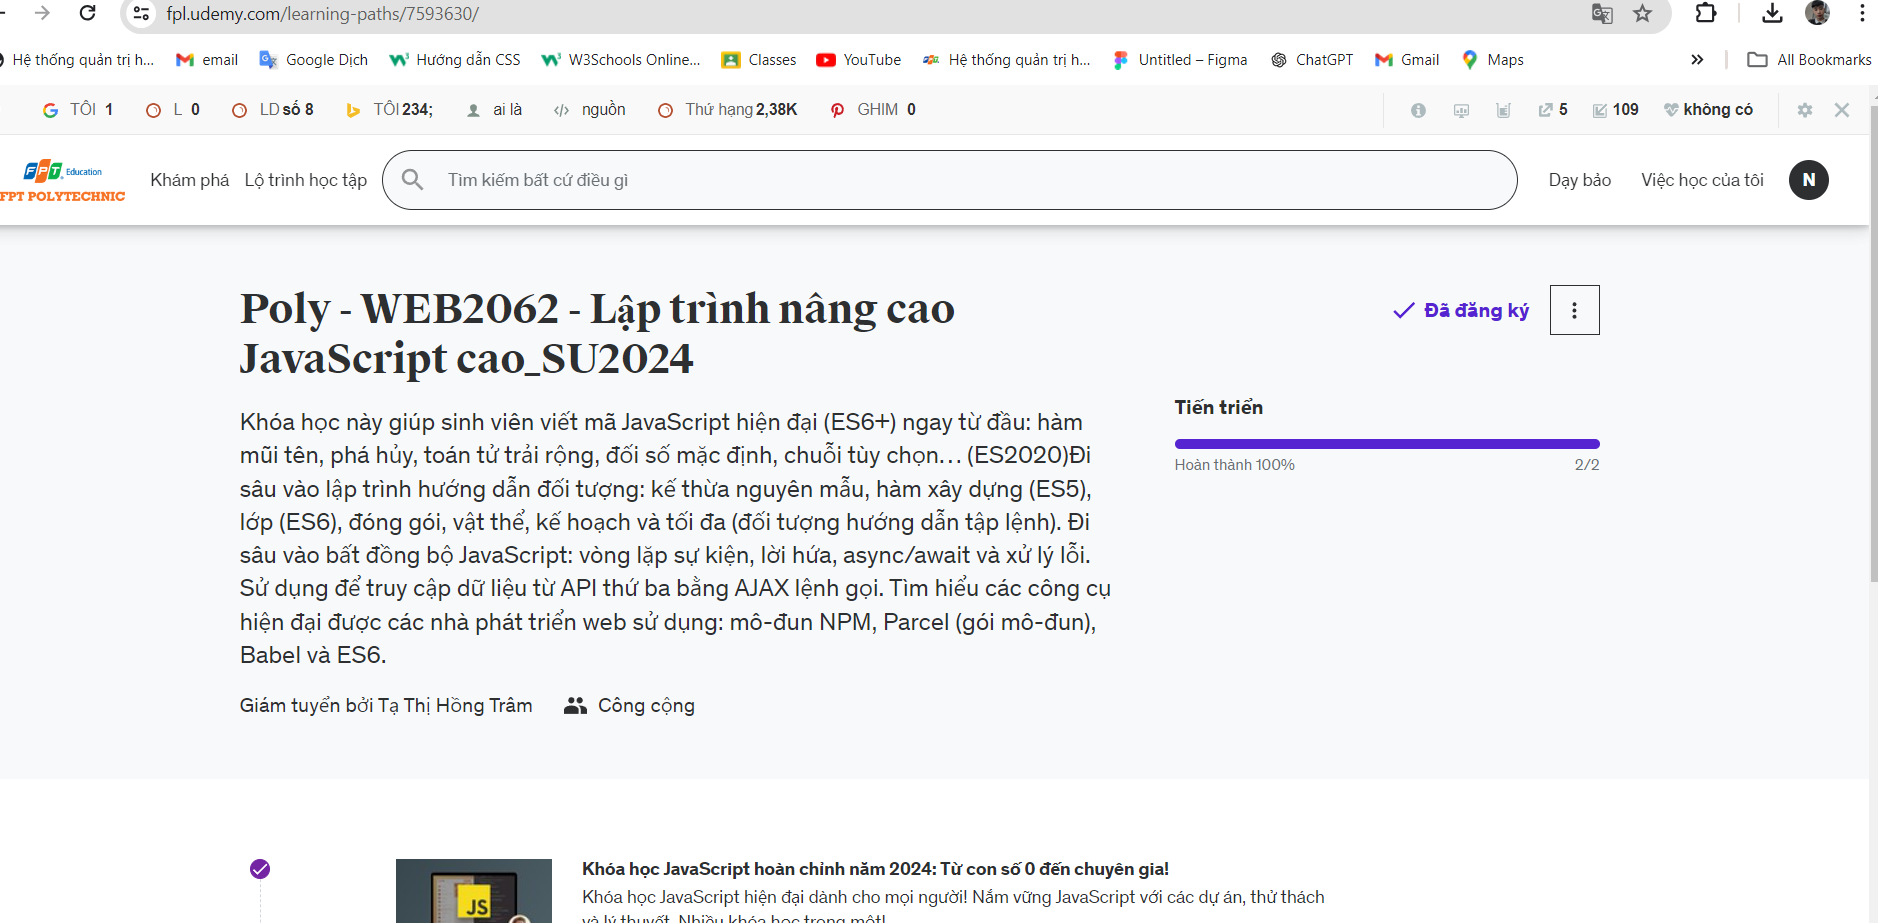 fpl.udemy.com/learning-paths/7593630/
Hệ thống quản trị h... email Google Dịch Hướng dẫn CSS W3Schools Online... Classes YouTube Hệ thống quản trị h... Untitled – Figma ChatGPT Gmail Maps » All Bookmarks
TÔI 1 L 0 LD số 8 TÔI 234; ai là nguồn Thứ hạng 2,38K GHIM 0 5 109 không có
FPT Education
FPT POLYTECHNIC
Khám phá Lộ trình học tập Tìm kiếm bất cứ điều gì Dạy bảo Việc học của tôi N
Poly - WEB2062 - Lập trình nâng cao
JavaScript cao_SU2024
Đã đăng ký
Khóa học này giúp sinh viên viết mã JavaScript hiện đại (ES6+) ngay từ đầu: hàm
mũi tên, phá hủy, toán tử trải rộng, đối số mặc định, chuỗi tùy chọn… (ES2020)Đi
sâu vào lập trình hướng dẫn đối tượng: kế thừa nguyên mẫu, hàm xây dựng (ES5),
lớp (ES6), đóng gói, vật thể, kế hoạch và tối đa (đối tượng hướng dẫn tập lệnh). Đi
sâu vào bất đồng bộ JavaScript: vòng lặp sự kiện, lời hứa, async/await và xử lý lỗi.
Sử dụng để truy cập dữ liệu từ API thứ ba bằng AJAX lệnh gọi. Tìm hiểu các công cụ
hiện đại được các nhà phát triển web sử dụng: mô-đun NPM, Parcel (gói mô-đun),
Babel và ES6.
Giám tuyển bởi Tạ Thị Hồng Trâm Công cộng
Tiến triển
Hoàn thành 100% 2/2
JS
Khóa học JavaScript hoàn chỉnh năm 2024: Từ con số 0 đến chuyên gia!
Khóa học JavaScript hiện đại dành cho mọi người! Nắm vững JavaScript với các dự án, thử thách
và lý thuyết. Nhiều khóa học trong một!